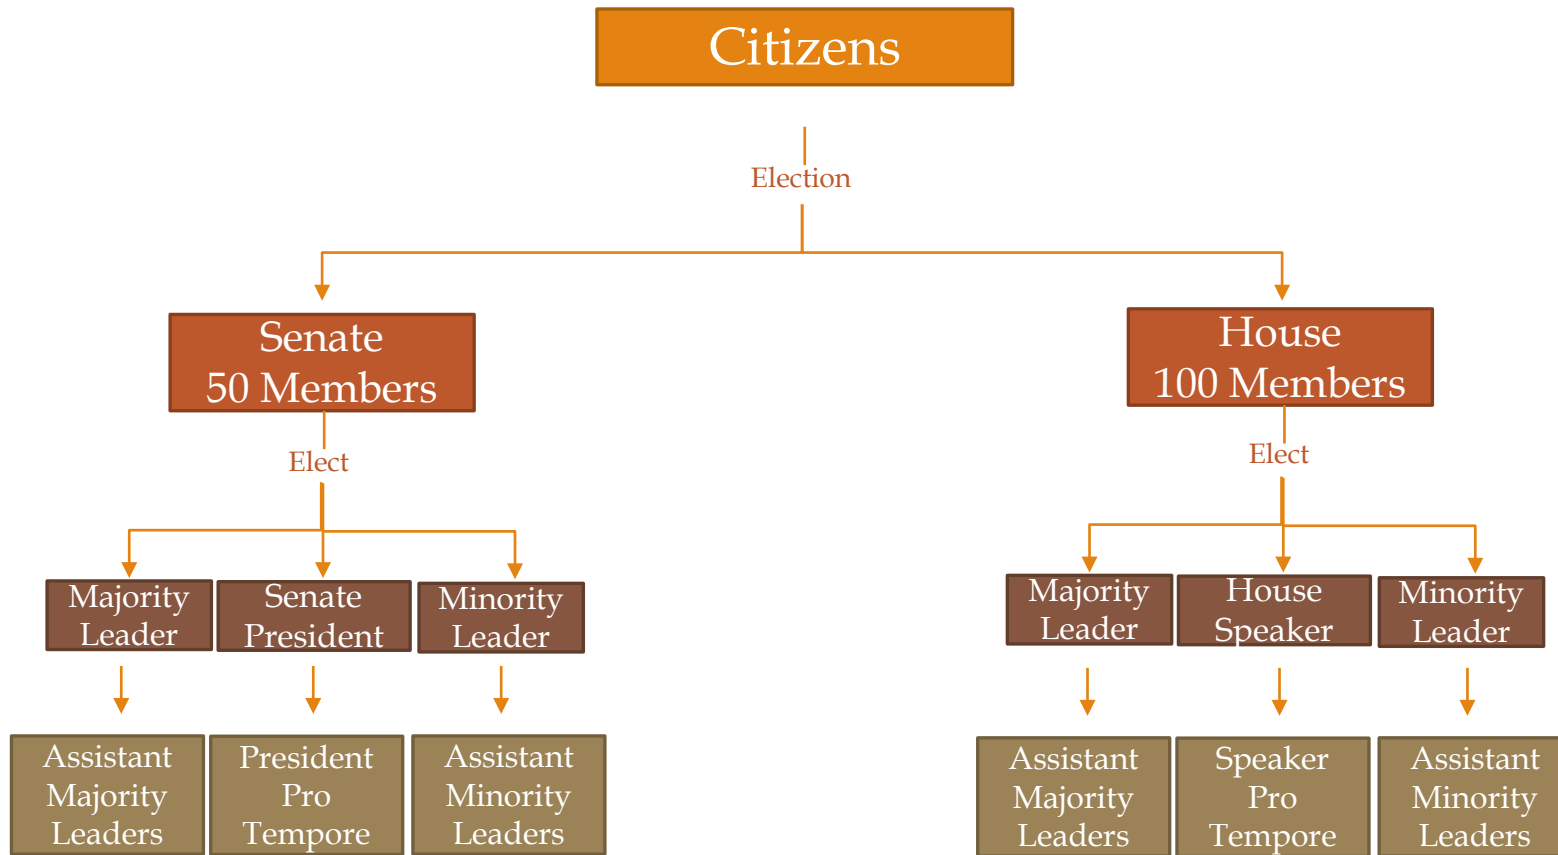 Citizens
Election
Senate
50 Members
House
100 Members
Elect
Elect
Majority
Leader
Senate
President
Minority
Leader
Majority
Leader
House
Speaker
Minority
Leader
Assistant
Majority
Leaders
President
Pro
Tempore
Assistant
Minority
Leaders
Assistant
Majority
Leaders
Speaker
Pro
Tempore
Assistant
Minority
Leaders